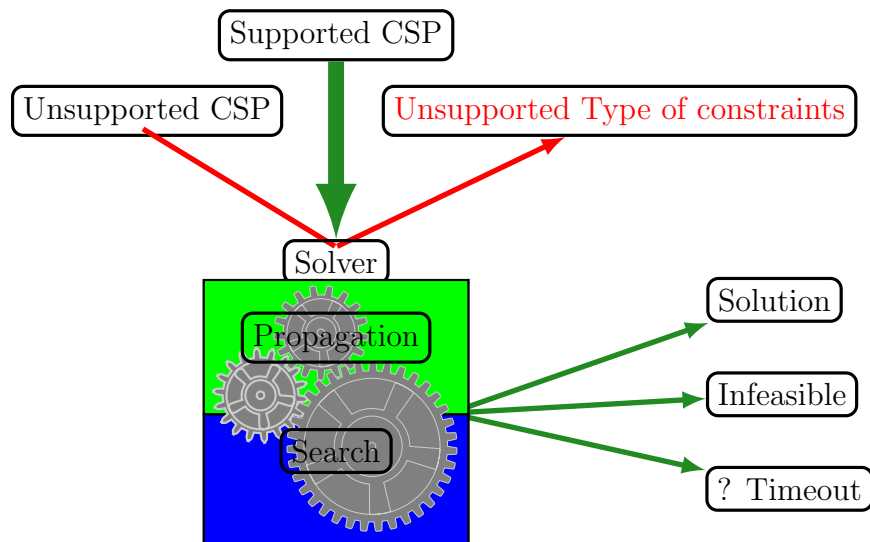 Supported CSP
Unsupported CSP
Unsupported Type of constraints
Solver
Propagation
Search
Solution
Infeasible
? Timeout